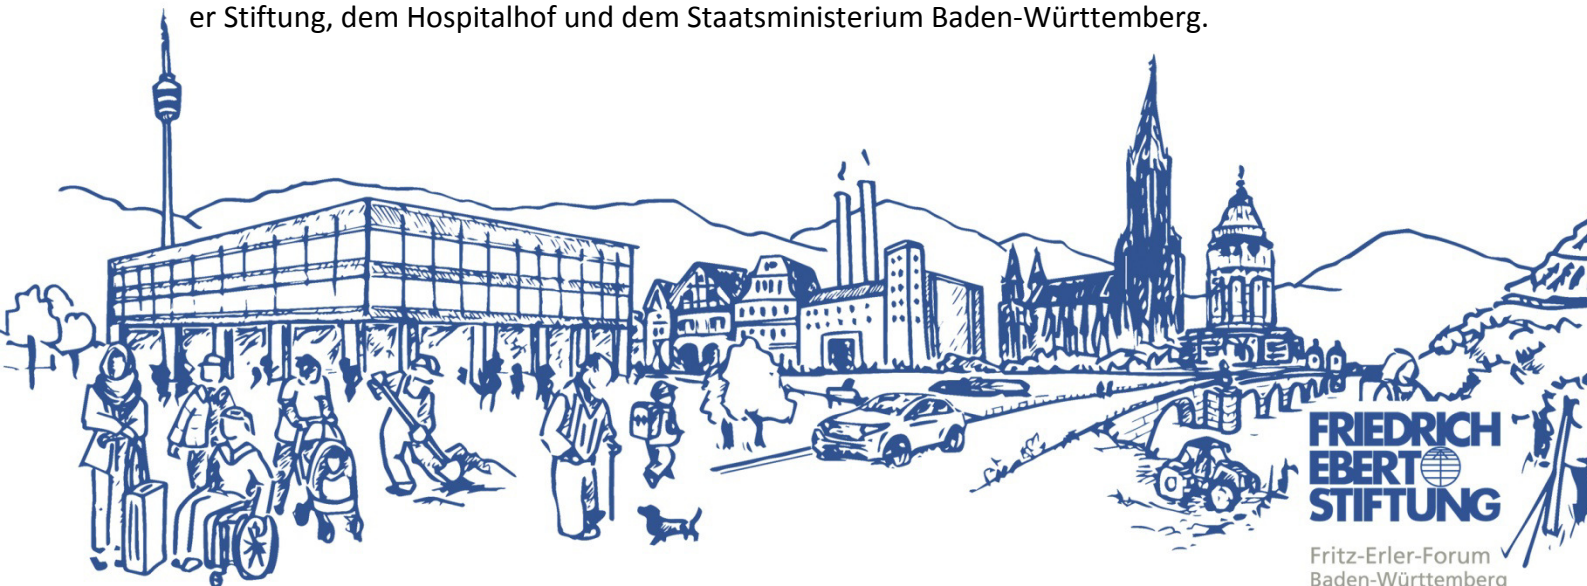 er Stiftung, dem Hospitalhof und dem Staatsministerium Baden-Württemberg.
FRIEDRICH
EBERT
STIFTUNG
Fritz-Erler-Forum
Baden-Württemberg